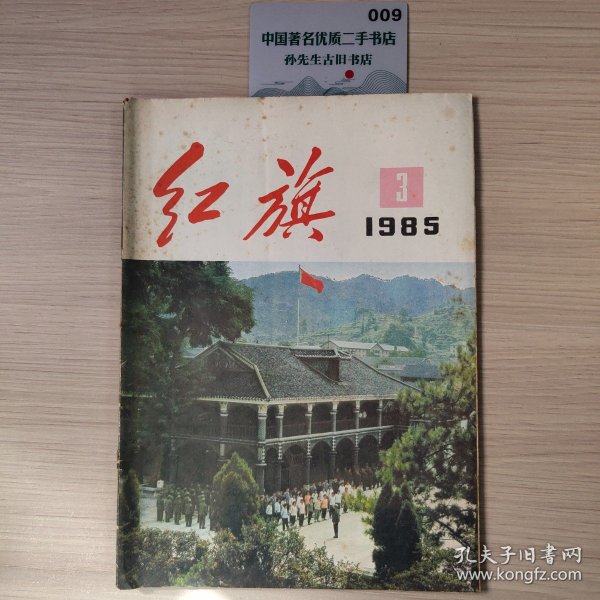 009
中国著名优质二手书店
孙先生古旧书店
红旗
3
1985
孔夫子旧书网
www.kongfz.com